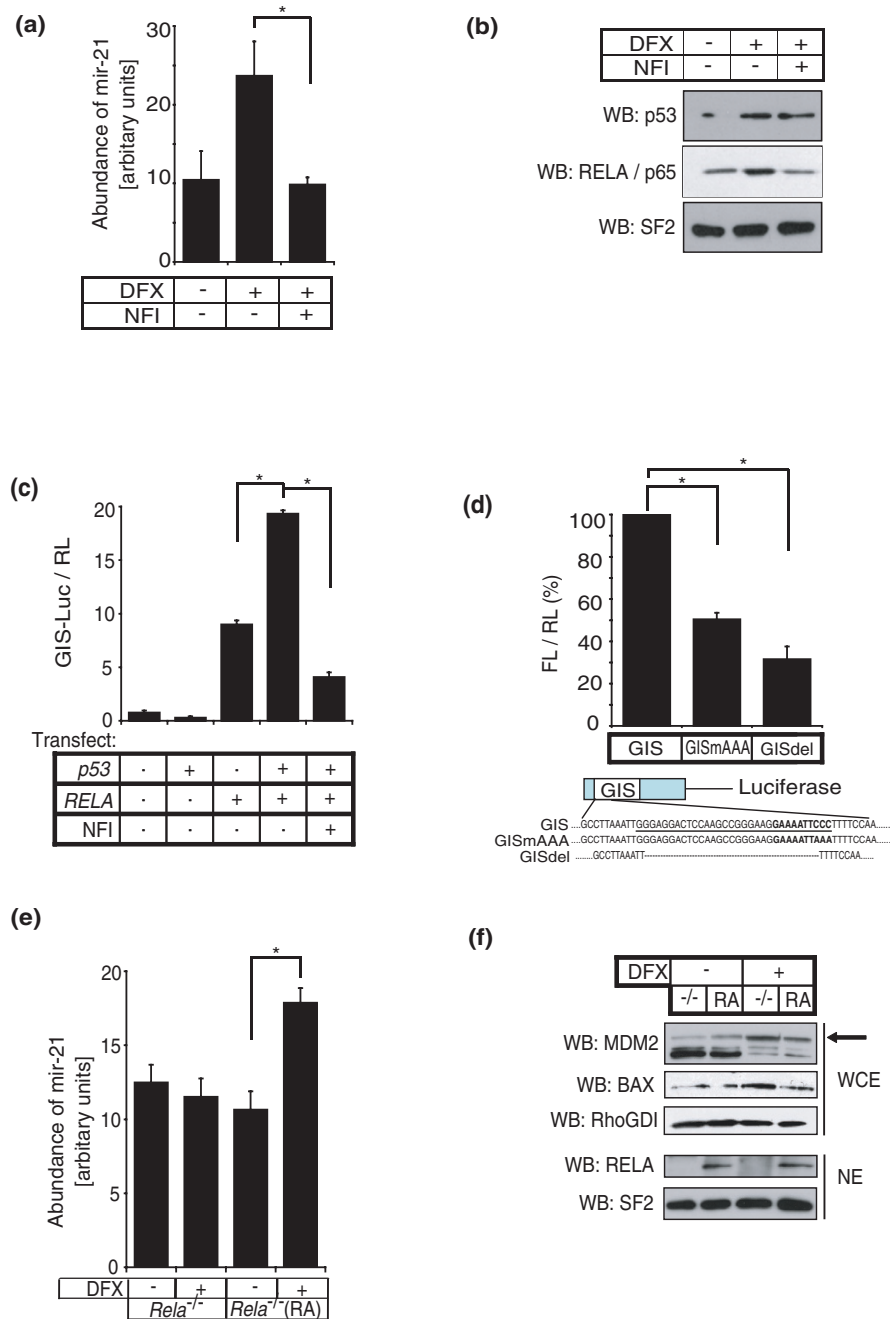 (a)
*
Abundance of mir-21
[arbitary units]
30
20
10
0
DFX - + +
NFI - - +
(b)
DFX - + +
NFI - - +
WB: p53
WB: RELA / p65
WB: SF2
(c)
* *
GIS-Luc / RL
20
15
10
5
0
Transfect:
p53 - + - + +
RELA - - + + +
NFI - - - - +
(d)
*
*
FL / RL (%)
100
80
60
40
20
0
GIS GISmAAA GISdel
GIS Luciferase
GIS ....GCCTTAAATTGGGAGGACTCCAAGCCGGGAAGGAAAATTCCCTTTTCCAA.....
GISmAAA ....GCCTTAAATTGGGAGGACTCCAAGCCGGGAAGGAAAATTAAATTTTCCAA.....
GISdel ........GCCTTAAATT--------------------------------------------TTTTCCAA........
(e)
*
Abundance of mir-21
[arbitary units]
20
15
10
5
0
DFX - + - +
Rela-/- Rela-/-(RA)
(f)
DFX - +
-/- RA -/- RA
WB: MDM2
WB: BAX
WCE
WB: RhoGDI
WB: RELA
NE
WB: SF2